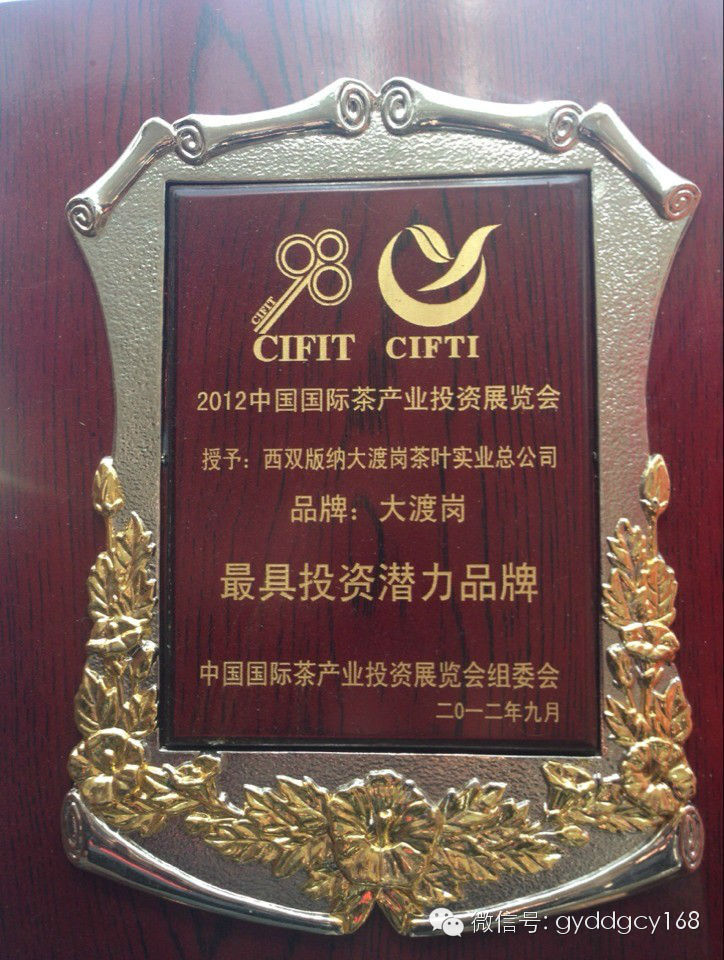 CIFIT
CIFIT CIFTI
2012中国国际茶产业投资展览会
授予：西双版纳大渡岗茶叶实业总公司
品牌：大渡岗
最具投资潜力品牌
中国国际茶产业投资展览会组委会
二0一二年九月
微信号: gyddgcy168